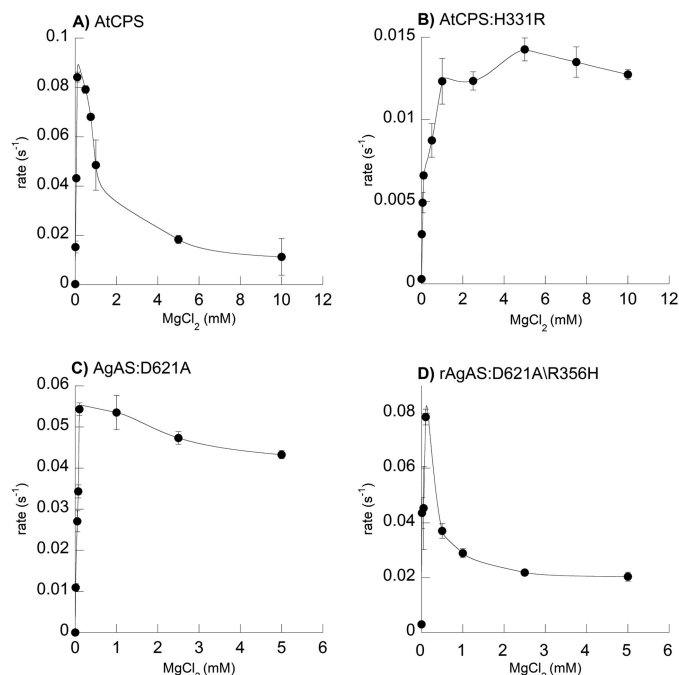 A) AtCPS
0.1
0.08
0.06
0.04
0.02
0
rate (s-1)
0 2 4 6 8 10 12
MgCl2 (mM)
B) AtCPS:H331R
0.015
0.01
0.005
0
rate (s-1)
0 2 4 6 8 10 12
MgCl2 (mM)
C) AgAS:D621A
0.06
0.05
0.04
0.03
0.02
0.01
0
rate (s-1)
0 1 2 3 4 5 6
MgCl2 (mM)
D) rAgAS:D621A\R356H
0.08
0.06
0.04
0.02
0
rate (s-1)
0 1 2 3 4 5 6
MgCl2 (mM)